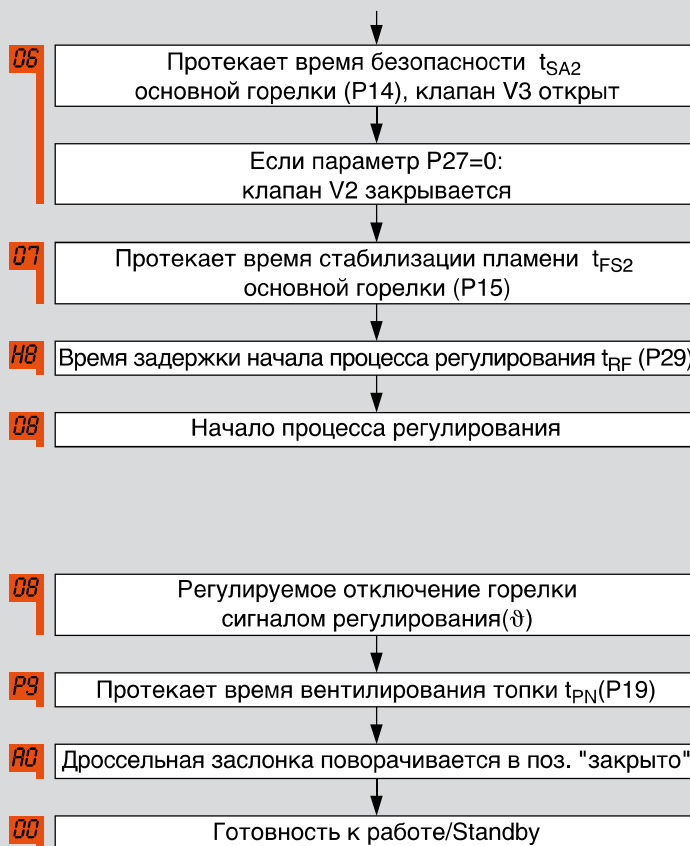 06
Протекает время безопасности tSA2
основной горелки (P14), клапан V3 открыт
Если параметр P27=0:
клапан V2 закрывается
07
Протекает время стабилизации пламени tFS2
основной горелки (P15)
H8
Время задержки начала процесса регулирования tRF (P29)
08
Начало процесса регулирования
08
Регулируемое отключение горелки
сигналом регулирования(ϑ)
P9
Протекает время вентилирования топки tPN(P19)
A0
Дроссельная заслонка поворачивается в поз. "закрыто"
00
Готовность к работе/Standby